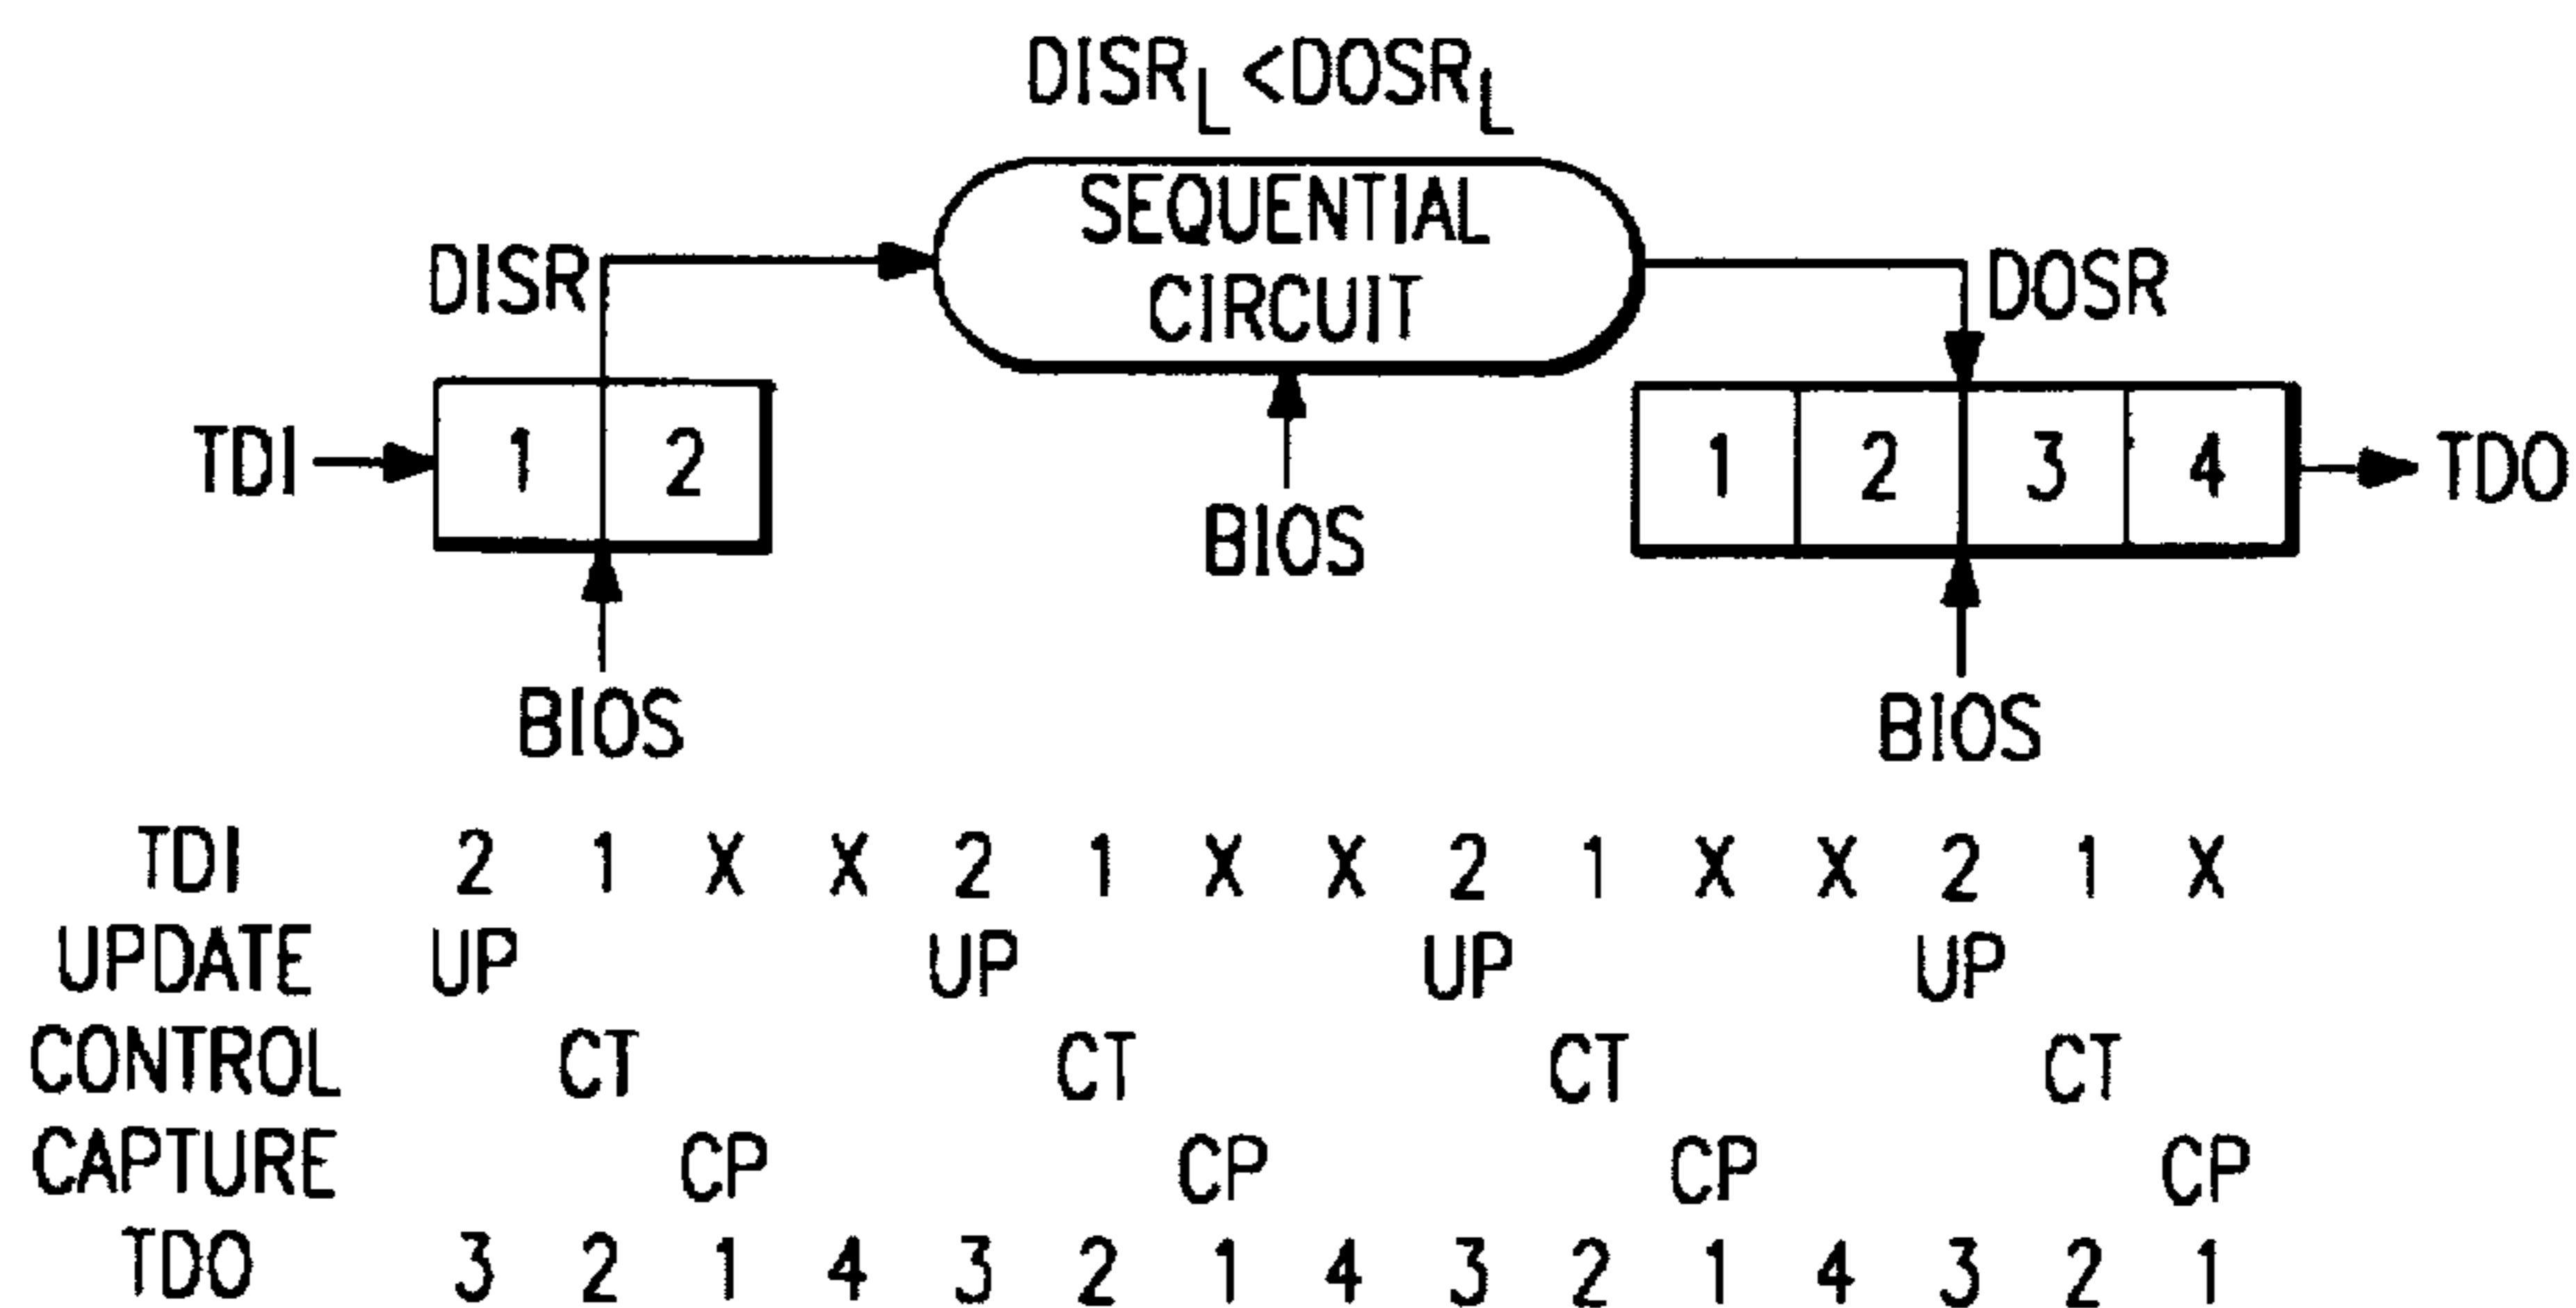 DISRL<DOSRL
SEQUENTIAL
CIRCUIT
DISR
DOSR
TDI
1 2
1 2 3 4
TDO
BIOS
BIOS
BIOS
TDI 2 1 X X 2 1 X X 2 1 X X 2 1 X
UPDATE UP UP UP UP
CONTROL CT CT CT CT
CAPTURE CP CP CP CP
TDO 3 2 1 4 3 2 1 4 3 2 1 4 3 2 1